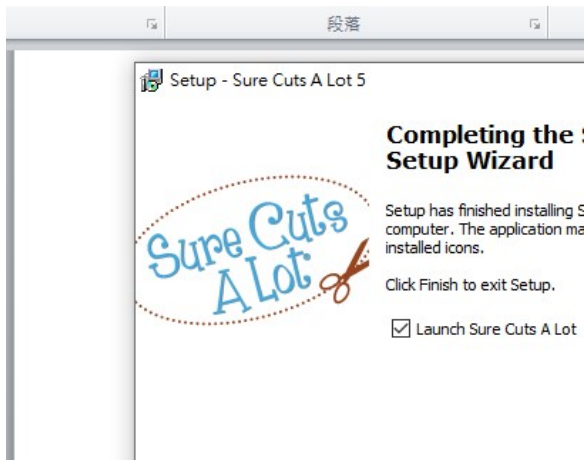 段落
Setup - Sure Cuts A Lot 5
Completing the
Setup Wizard
Sure Cuts
A Lot
Setup has finished installing
computer. The application
installed icons.
Click Finish to exit Setup.
Launch Sure Cuts A Lot